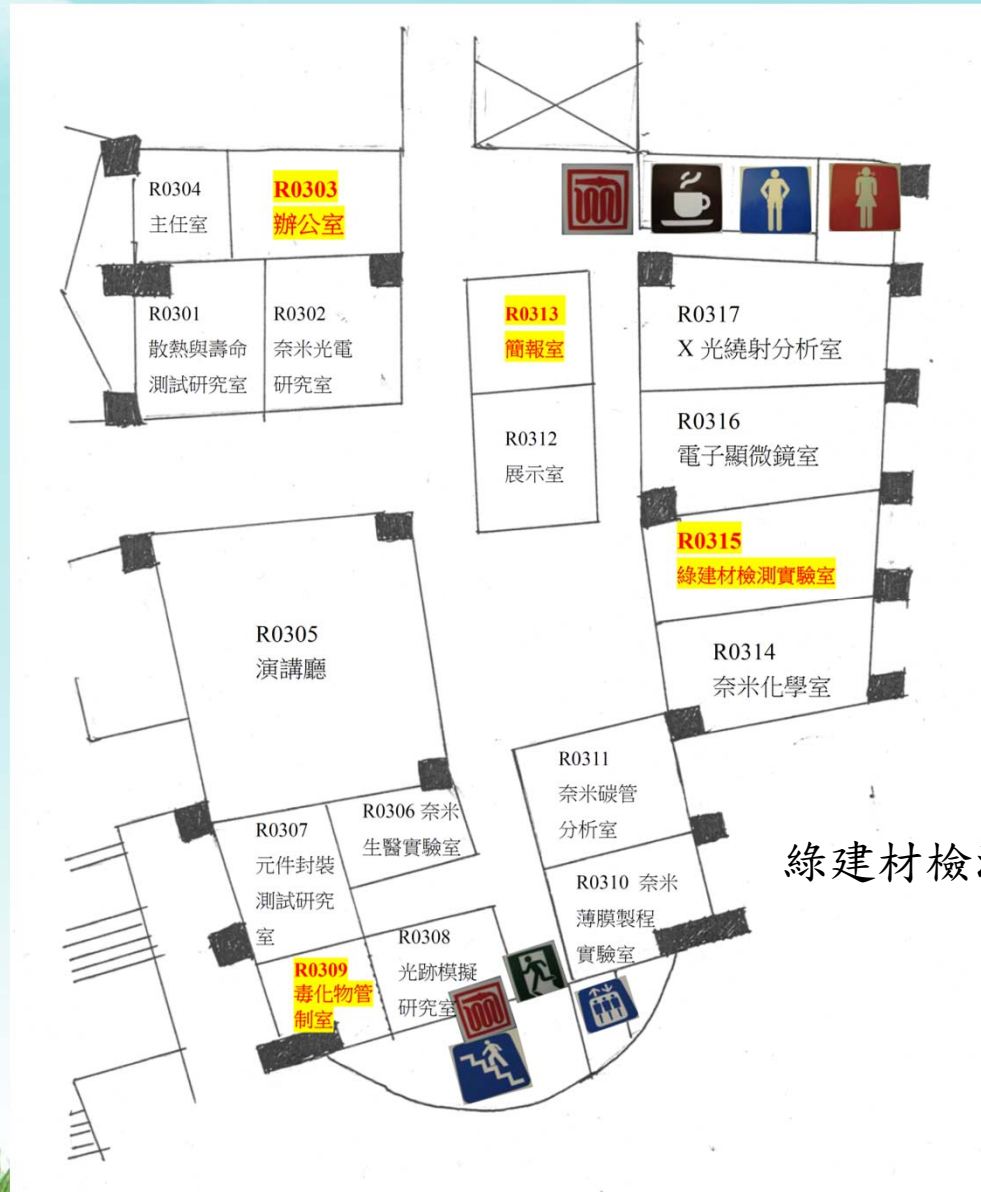 R0304
主任室
R0303
辦公室
R0301
散熱與壽命
測試研究室
R0302
奈米光電
研究室
R0313
簡報室
R0312
展示室
R0317
X 光繞射分析室
R0316
電子顯微鏡室
R0315
綠建材檢測實驗室
R0314
奈米化學室
R0305
演講廳
R0311
奈米碳管
分析室
R0310 奈米
薄膜製程
實驗室
R0306 奈米
生醫實驗室
R0307
元件封裝
測試研究
室
R0308
光跡模擬
研究室
R0309
毒化物管
制室
綠建材檢